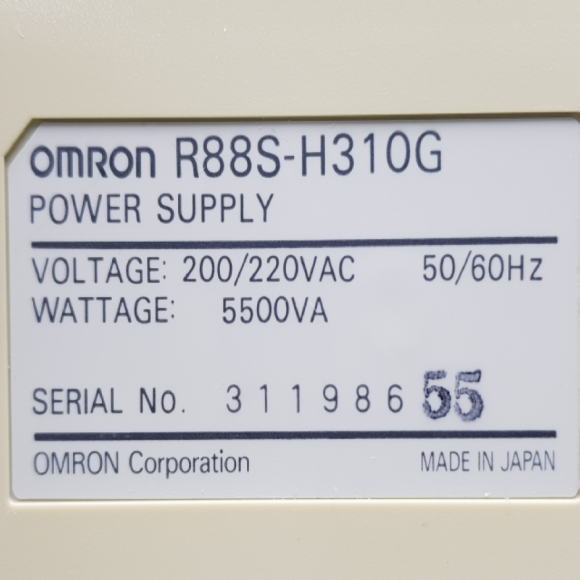 omron R88S-H310G
POWER SUPPLY
VOLTAGE: 200/220VAC 50/60Hz
WATTAGE: 5500VA
SERIAL No. 311986 55
OMRON Corporation MADE IN JAPAN